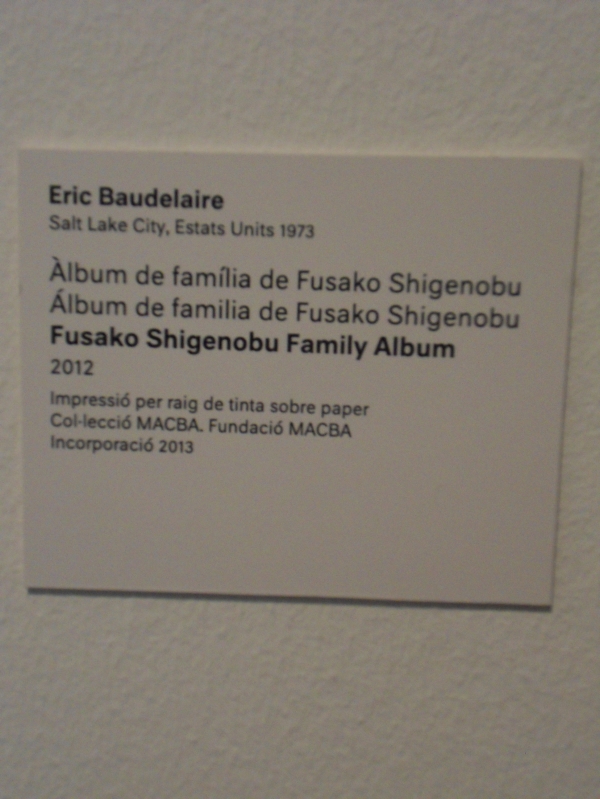 Eric Baudelaire
Salt Lake City, Estats Units 1973
Àlbum de família de Fusako Shigenobu
Álbum de familia de Fusako Shigenobu
Fusako Shigenobu Family Album
2012
Impressió per raig de tinta sobre paper
Col·lecció MACBA. Fundació MACBA
Incorporació 2013